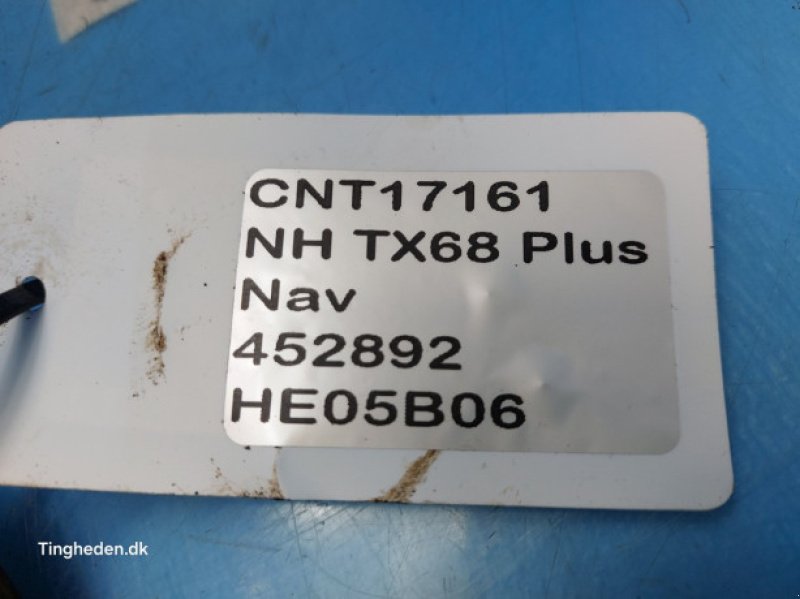 CNT17161
NH TX68 Plus
Nav
452892
HE05B06
Tingheden.dk